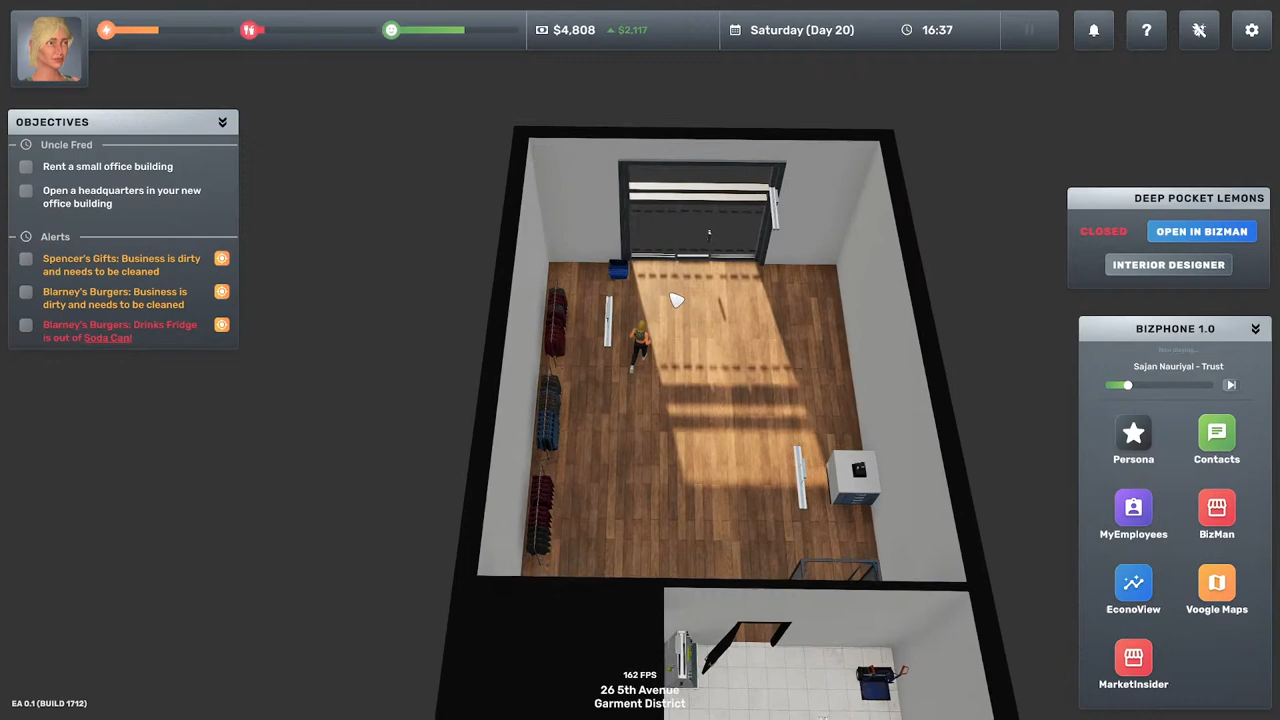 $4,808 $2,117 Saturday (Day 20) 16:37
OBJECTIVES
Uncle Fred
Rent a small office building
Open a headquarters in your new
office building
Alerts
Spencer's Gifts: Business is dirty
and needs to be cleaned
Blarney's Burgers: Business is
dirty and needs to be cleaned
Blarney's Burgers: Drinks Fridge
is out of Soda Can!
DEEP POCKET LEMONS
CLOSED OPEN IN BIZMAN
INTERIOR DESIGNER
BIZPHONE 1.0
Now playing...
Sajan Nauriyal - Trust
Persona Contacts
MyEmployees BizMan
EconoView Voogle Maps
MarketInsider
162 FPS
26 5th Avenue
Garment District
EA 0.1 (BUILD 1712)